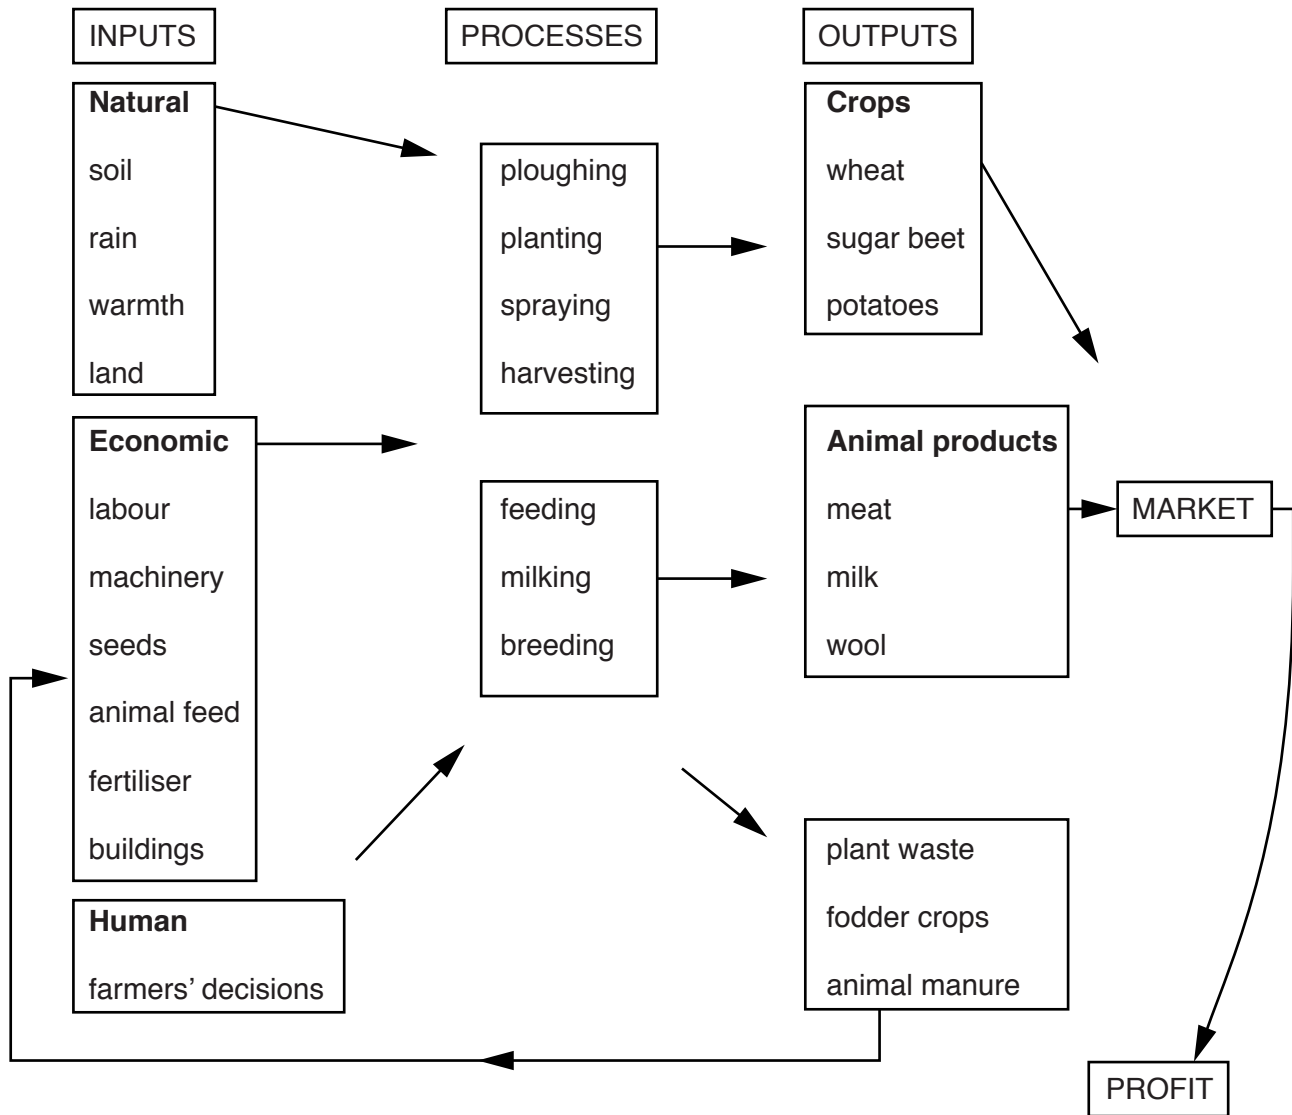 INPUTS
PROCESSES
OUTPUTS
Natural
soil
rain
warmth
land
Economic
labour
machinery
seeds
animal feed
fertiliser
buildings
Human
farmers’ decisions
ploughing
planting
spraying
harvesting
feeding
milking
breeding
Crops
wheat
sugar beet
potatoes
Animal products
meat
milk
wool
plant waste
fodder crops
animal manure
MARKET
PROFIT